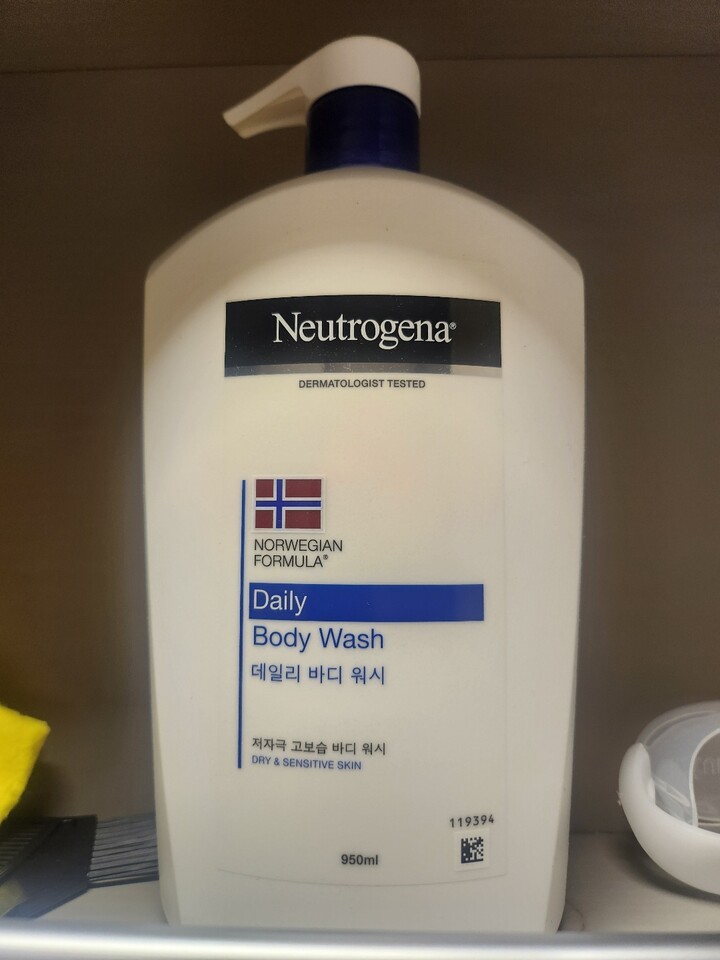 Neutrogena®
DERMATOLOGIST TESTED
NORWEGIAN
FORMULA®
Daily
Body Wash
데일리 바디 워시
저자극 고보습 바디 워시
DRY & SENSITIVE SKIN
119394
950ml